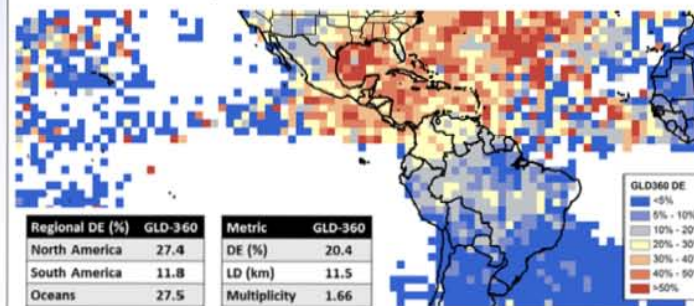 Regional DE (%) GLD-360
North America 27.4
South America 11.8
Oceans 27.5
Metric GLD-360
DE (%) 20.4
LD (km) 11.5
Multiplicity 1.66
GLD360 DE
<5%
5% - 10%
10% - 20
20% - 30
30% - 40
40% - 50
>50%